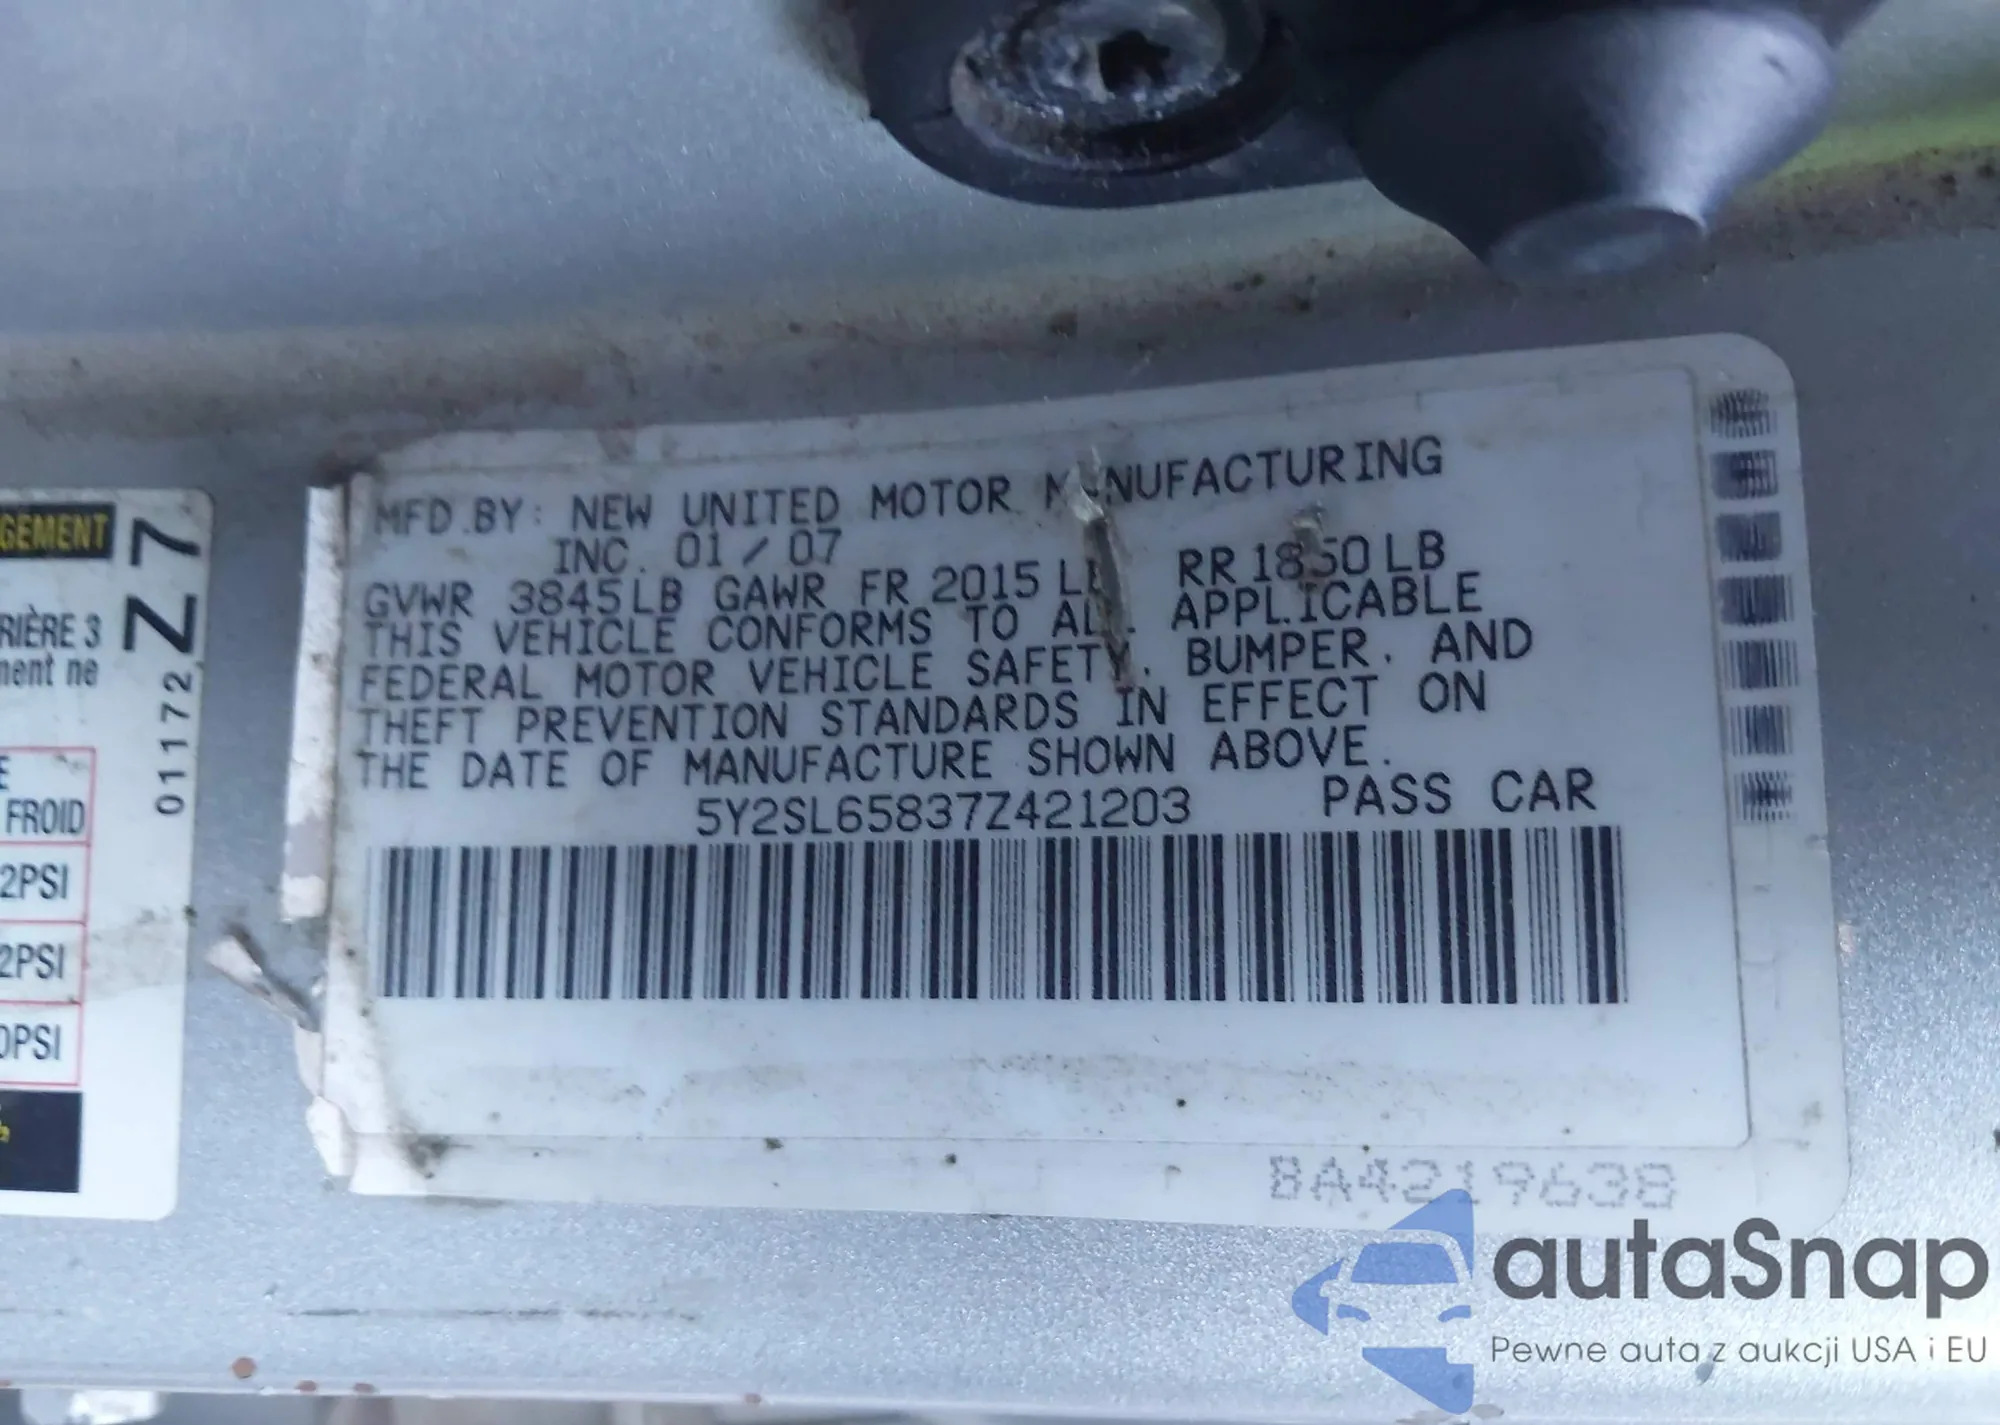 GEMENT
RIÈRE 3
ment ne
FROID
2PSI
2PSI
0PSI
Z7
01172
MFD.BY: NEW UNITED MOTOR MANUFACTURING
INC. 01/07
GVWR 3845LB GAWR FR 2015 LB RR 1850LB
THIS VEHICLE CONFORMS TO ALL APPLICABLE
FEDERAL MOTOR VEHICLE SAFETY, BUMPER, AND
THEFT PREVENTION STANDARDS IN EFFECT ON
THE DATE OF MANUFACTURE SHOWN ABOVE.
5Y2SL65837Z421203 PASS CAR
BA4219638
autaSnap
Pewne auta z aukcji USA i EU